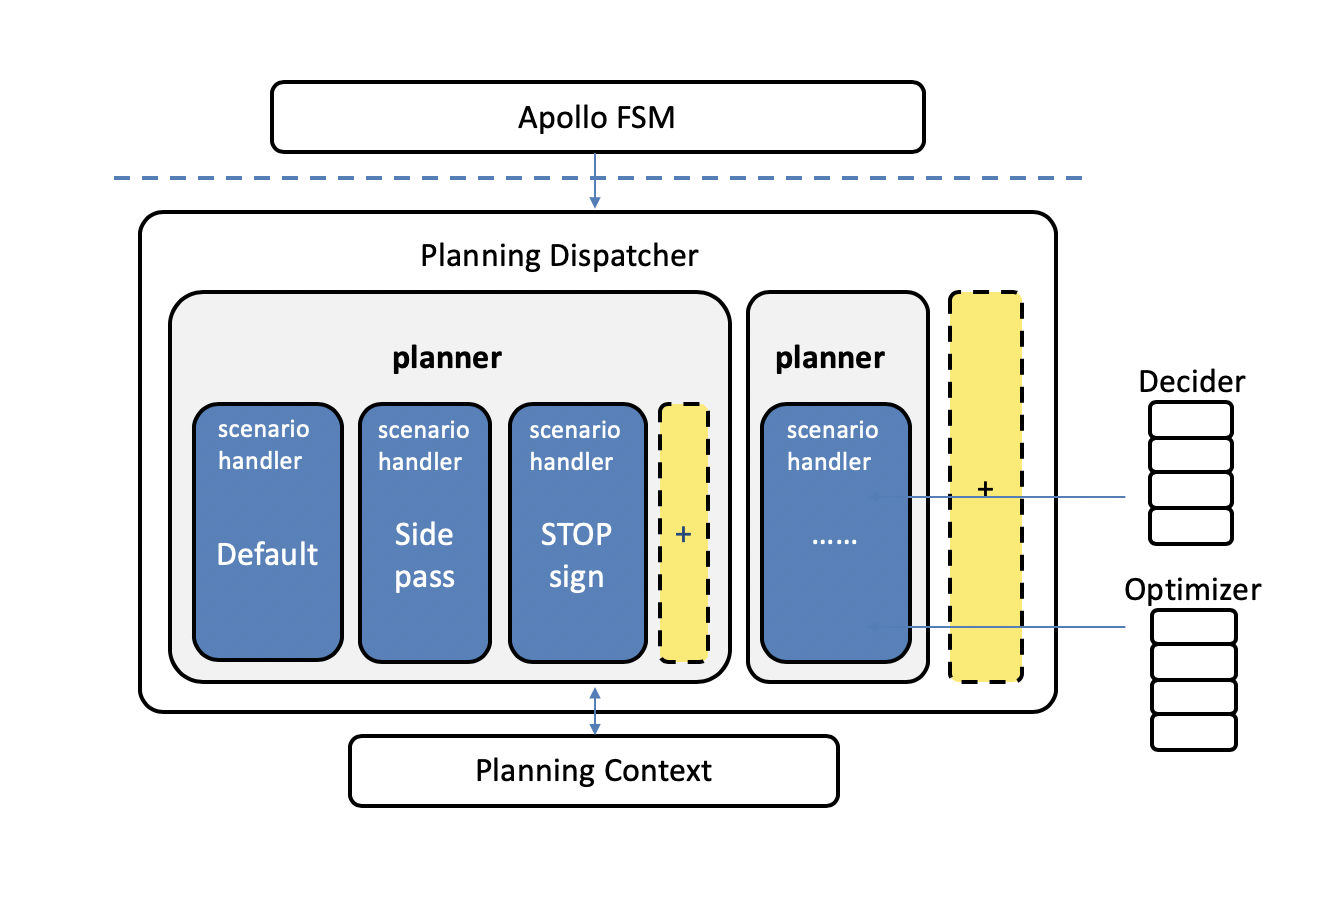 Apollo FSM
Planning Dispatcher
planner
scenario
handler
Default
scenario
handler
Side
pass
scenario
handler
STOP
sign
+
planner
scenario
handler
......
+
Decider
Optimizer
Planning Context